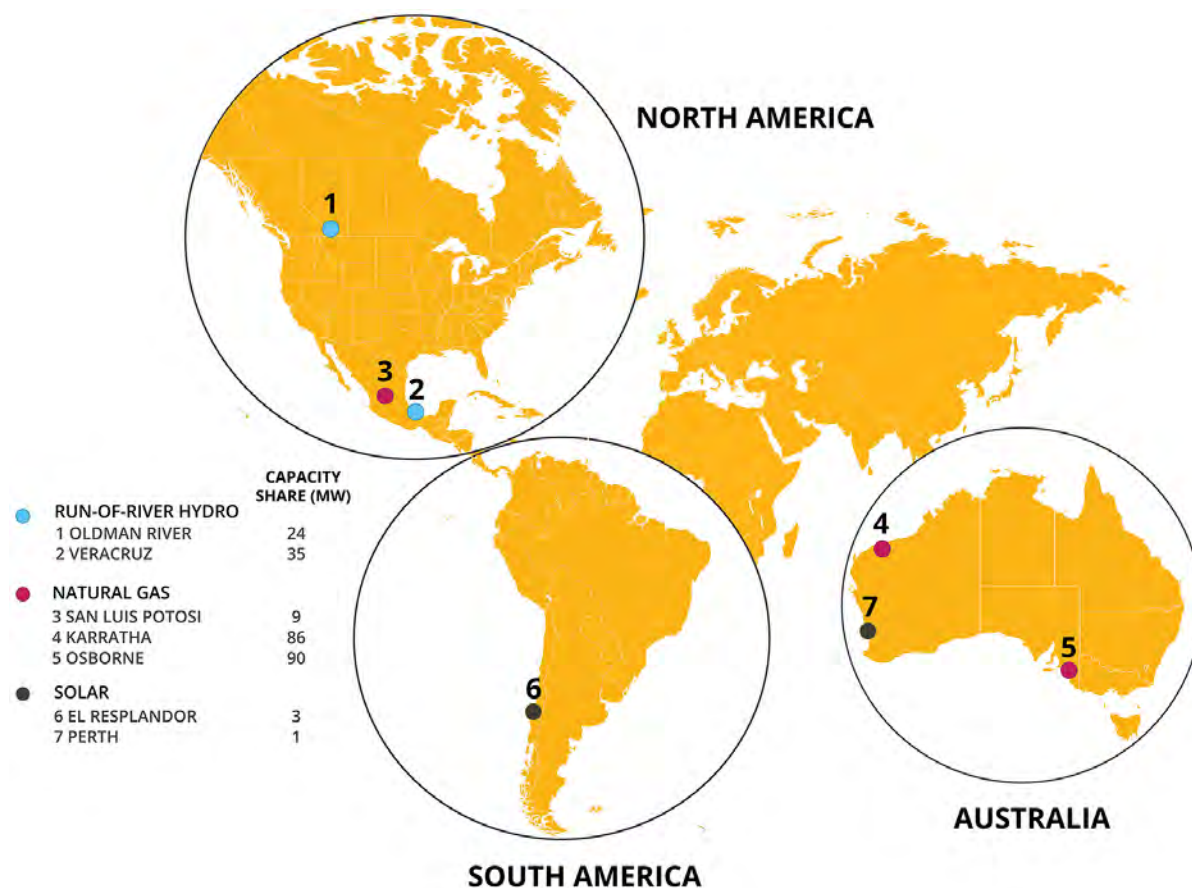 NORTH AMERICA
1
3
2
CAPACITY
SHARE (MW)
RUN-OF-RIVER HYDRO
1 OLDMAN RIVER 24
2 VERACRUZ 35
NATURAL GAS
3 SAN LUIS POTOSI 9
4 KARRATHA 86
5 OSBORNE 90
SOLAR
6 EL RESPLANDOR 3
7 PERTH 1
6
4
7
5
AUSTRALIA
SOUTH AMERICA